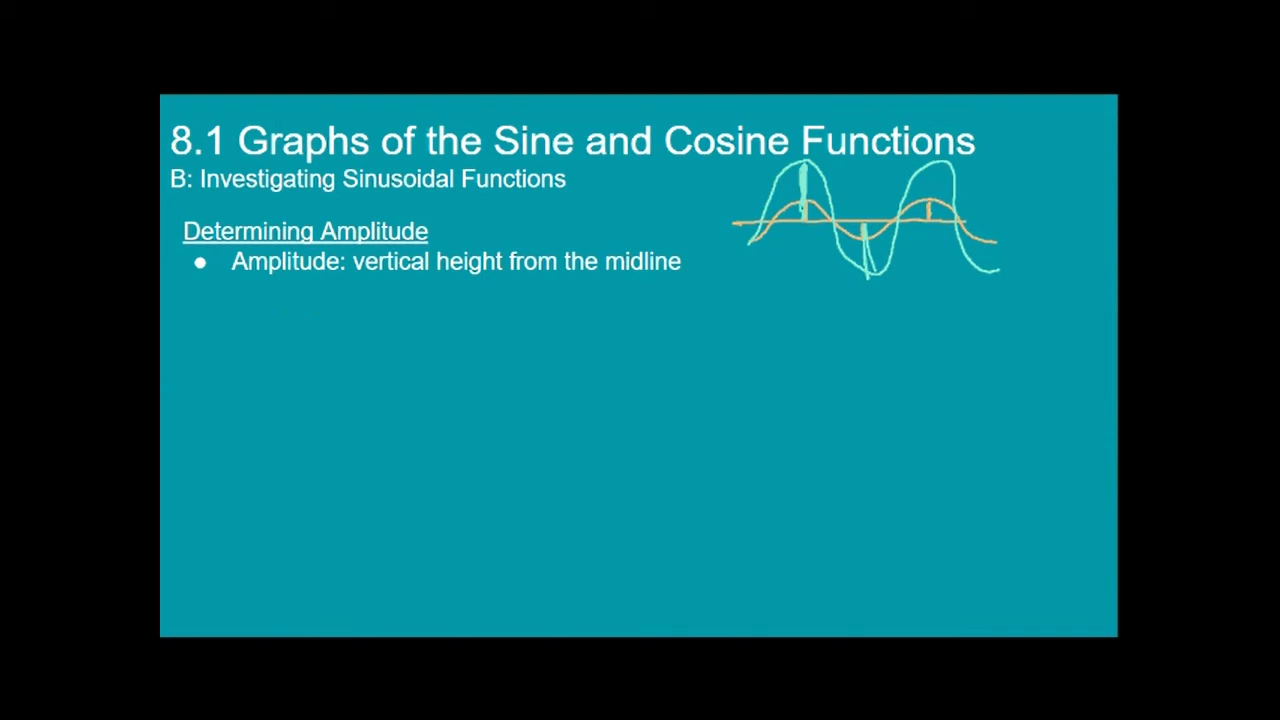 8.1 Graphs of the Sine and Cosine Functions
B: Investigating Sinusoidal Functions
Determining Amplitude
● Amplitude: vertical height from the midline